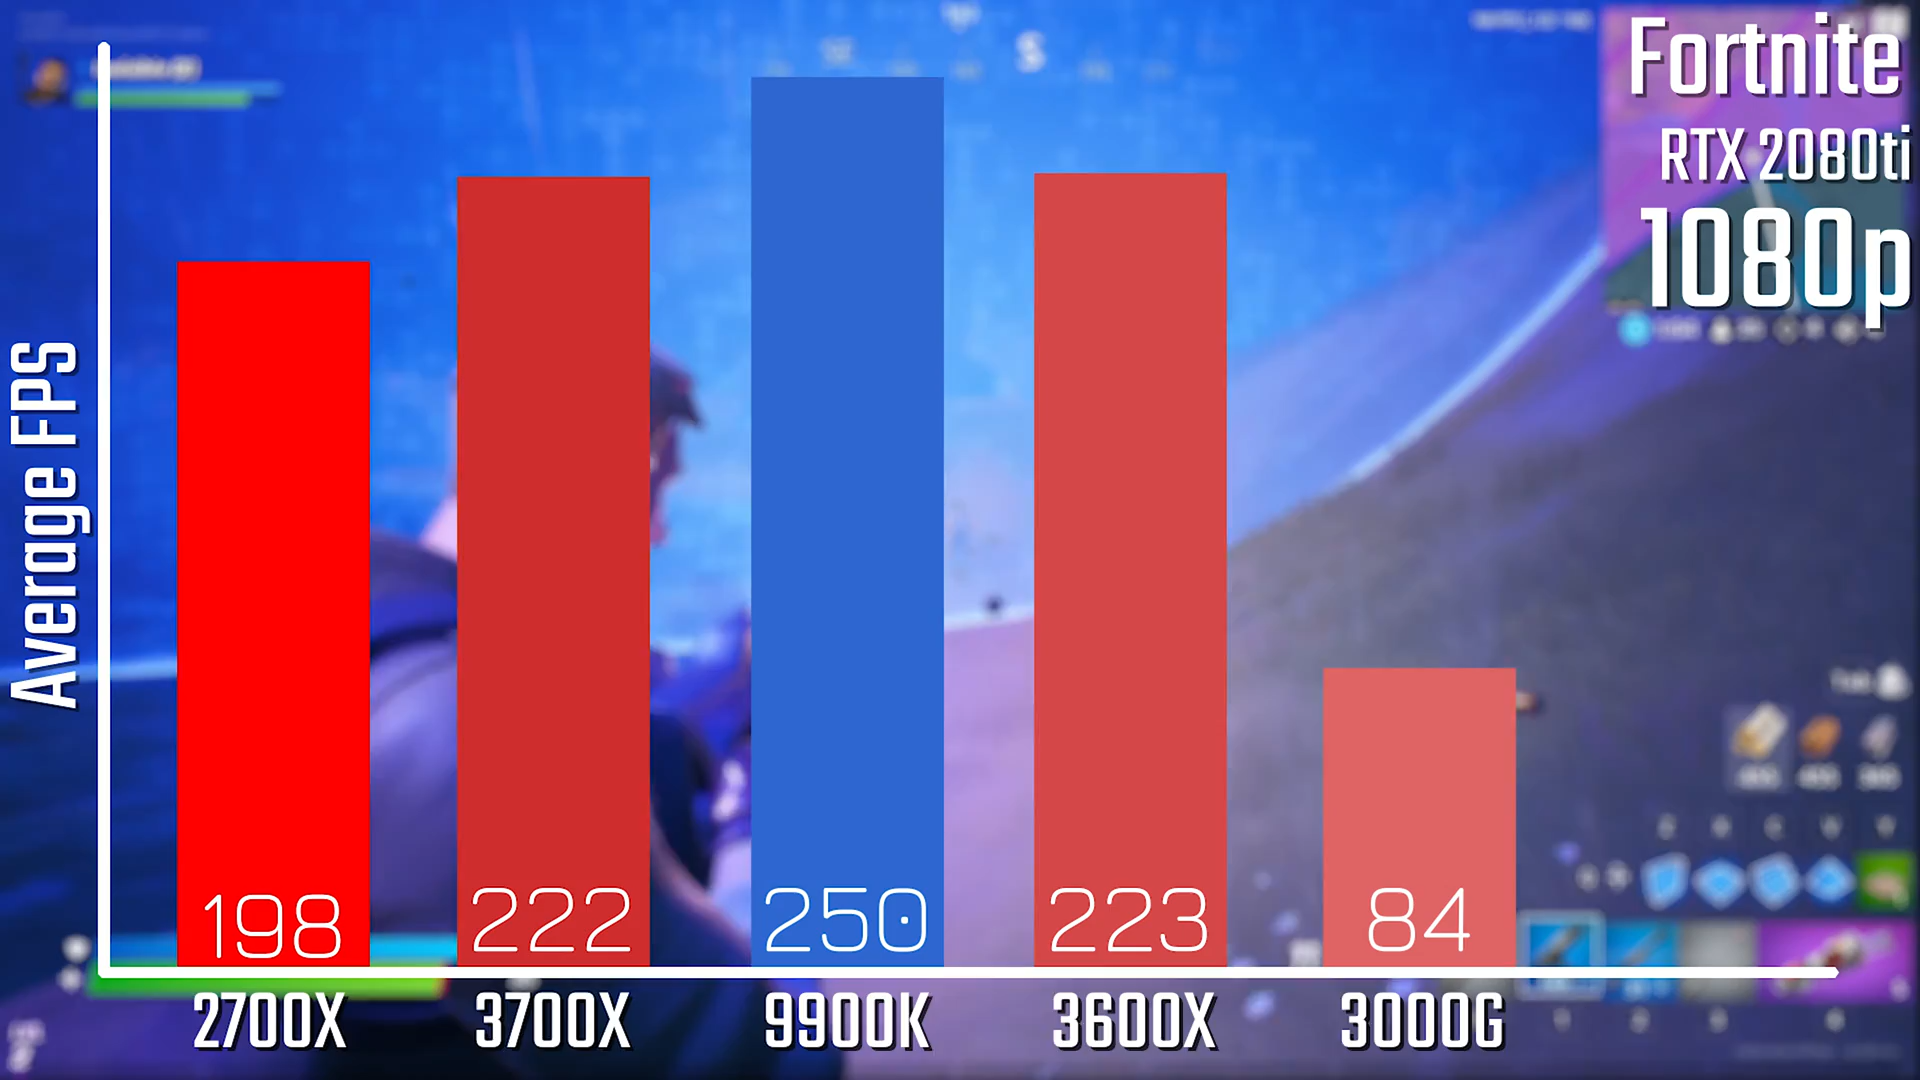 Fortnite
RTX 2080ti
1080p
Average FPS
S
198
222
250
223
84
2700X
3700X
9900K
3600X
3000G